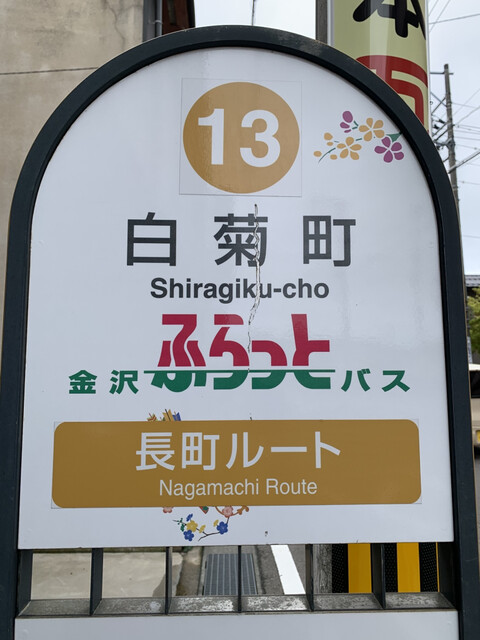 本
13
白菊町
Shiragiku-cho
金沢ふらっとバス
長町ルート
Nagamachi Route